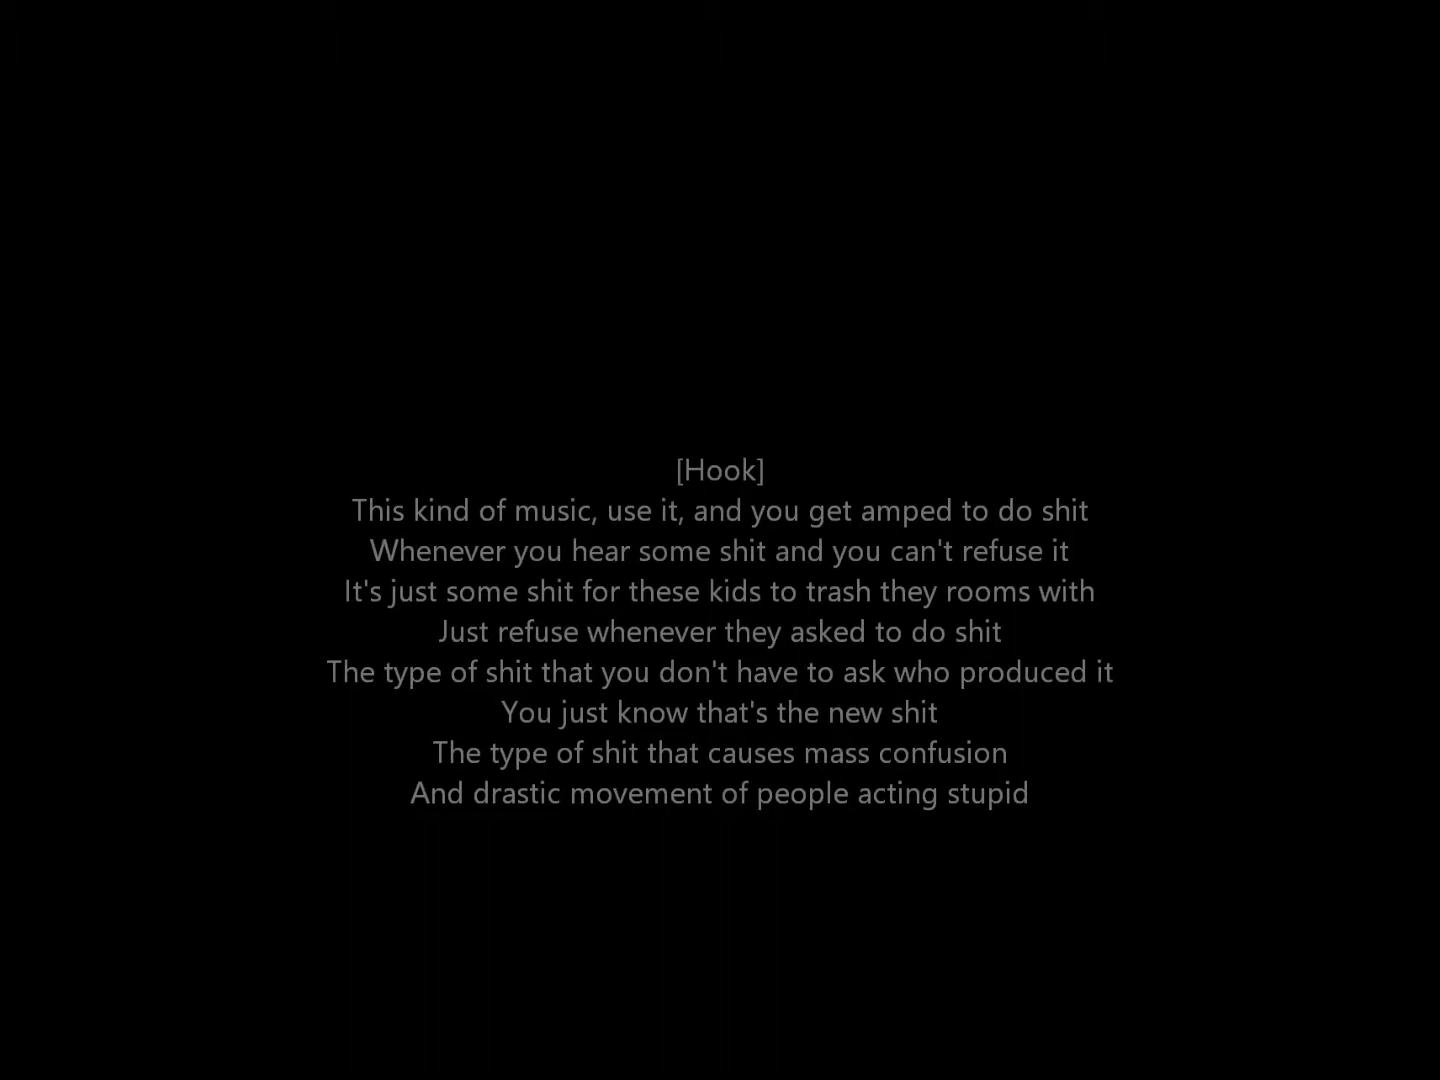 [Hook]
This kind of music, use it, and you get amped to do shit
Whenever you hear some shit and you can't refuse it
It's just some shit for these kids to trash they rooms with
Just refuse whenever they asked to do shit
The type of shit that you don't have to ask who produced it
You just know that's the new shit
The type of shit that causes mass confusion
And drastic movement of people acting stupid